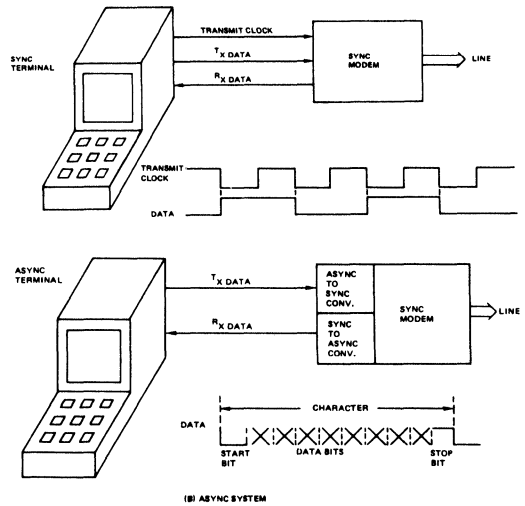 TRANSMIT CLOCK
SYNC
TERMINAL
TX DATA
RX DATA
SYNC
MODEM
LINE
TRANSMIT
CLOCK
DATA
ASYNC
TERMINAL
TX DATA
RX DATA
ASYNC
TO
SYNC
CONV.
SYNC
TO
ASYNC
CONV.
SYNC
MODEM
LINE
CHARACTER
DATA
START
BIT
DATA BITS
STOP
BIT
(B) ASYNC SYSTEM